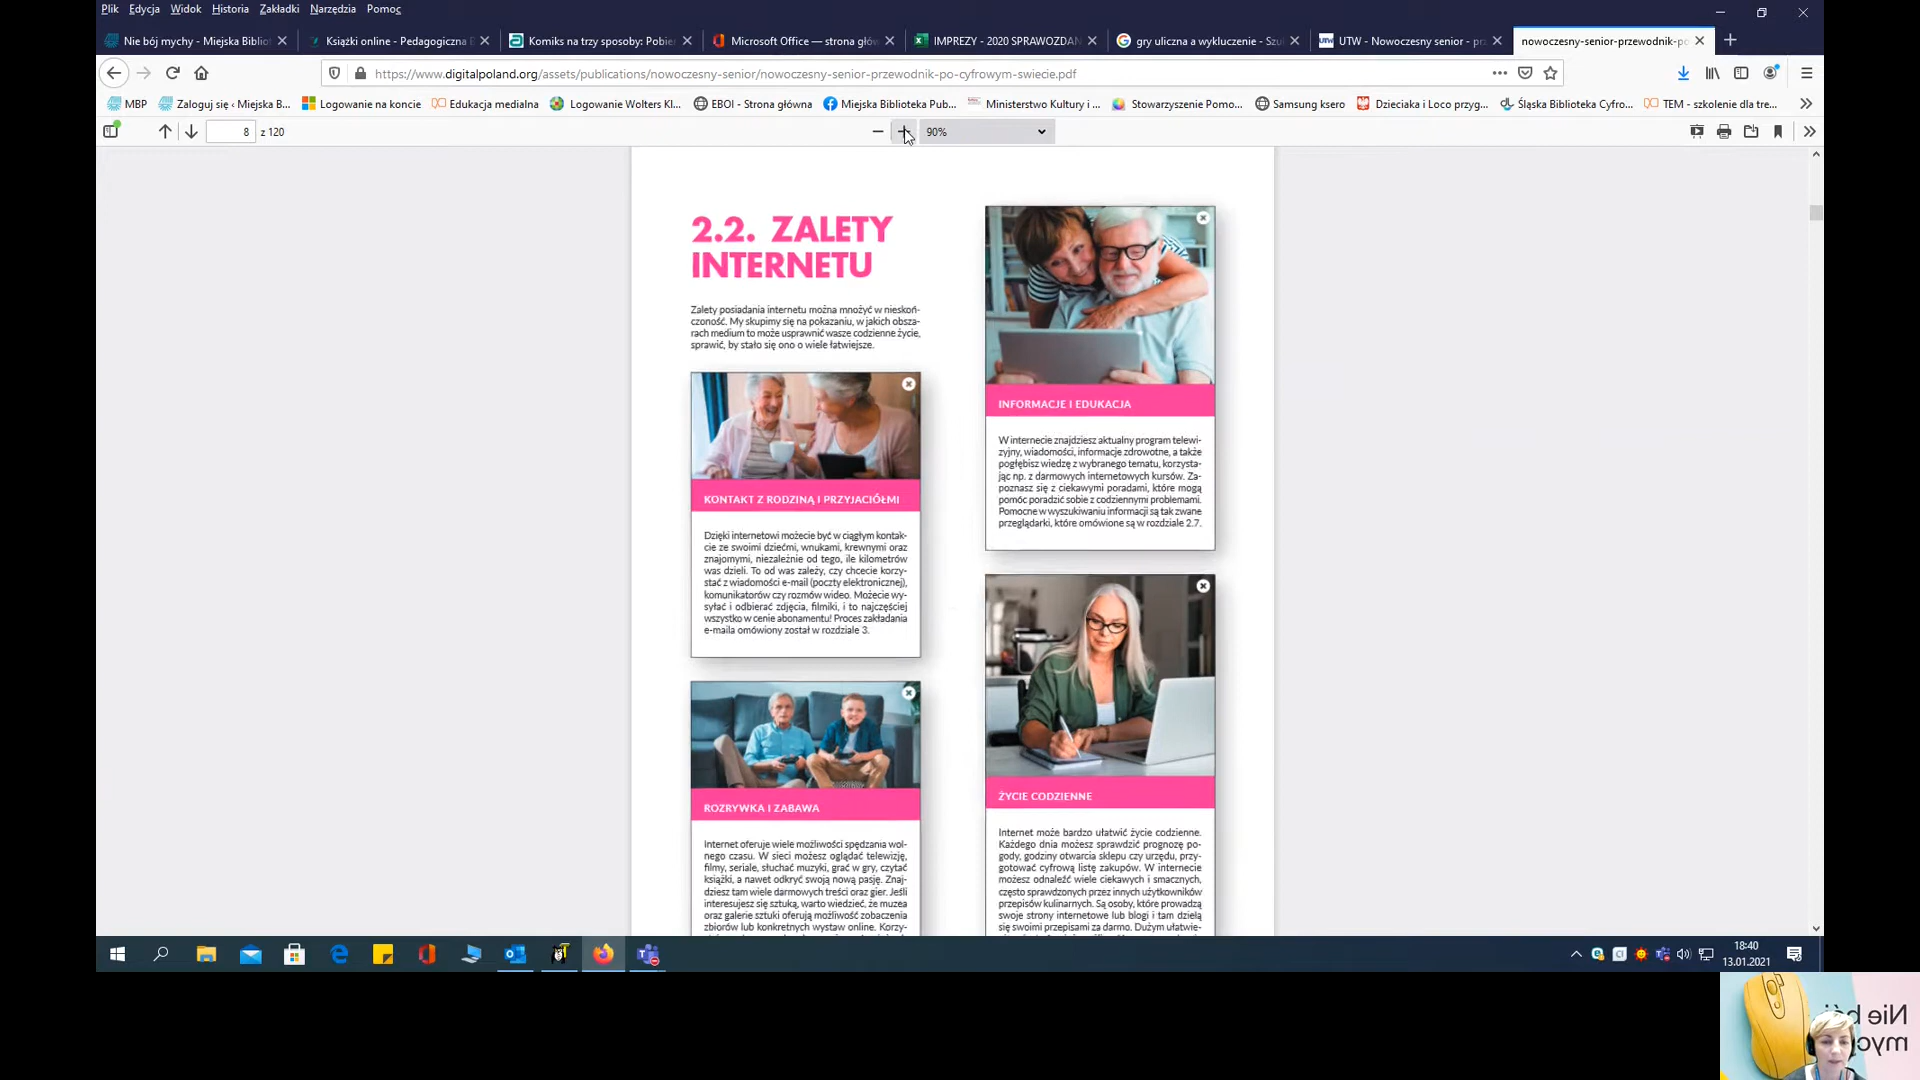 Plik Edycja Widok Historia Zakładki Narzędzia Pomoc
Nie bój mychy - Miejska Bibliot
Książki online - Pedagogiczna B
Komiks na trzy sposoby: Pobier
Microsoft Office — strona głów
IMPREZY - 2020 SPRAWOZDAN
gry uliczna a wykluczenie - Szu
UTW - Nowoczesny senior - prz
nowoczesny-senior-przewodnik-po
https://www.digitalpoland.org/assets/publications/nowoczesny-senior/nowoczesny-senior-przewodnik-po-cyfrowym-swiecie.pdf
MBP
Zaloguj się ‹ Miejska B...
Logowanie na koncie
Edukacja medialna
Logowanie Wolters Kl...
EBOI - Strona główna
Miejska Biblioteka Pub...
Ministerstwo Kultury i ...
Stowarzyszenie Pomo...
Samsung ksero
Dzieciaka i Loco przyg...
Śląska Biblioteka Cyfro...
TEM - szkolenie dla tre...
8 z 120
90%
2.2. ZALETY
INTERNETU
Zalety posiadania internetu można mnożyć w nieskoń-
czoność. My skupimy się na pokazaniu, w jakich obsza-
rach medium to może usprawnić wasze codzienne życie,
sprawić, by stało się ono o wiele łatwiejsze.
KONTAKT Z RODZINĄ I PRZYJACIÓŁMI
Dzięki internetowi możecie być w ciągłym kontak-
cie ze swoimi dziećmi, wnukami, krewnymi oraz
znajomymi, niezależnie od tego, ile kilometrów
was dzieli. To od was zależy, czy chcecie korzy-
stać z wiadomości e-mail (poczty elektronicznej),
komunikatorów czy rozmów wideo. Możecie wy-
syłać i odbierać zdjęcia, filmiki, i to najczęściej
wszystko w cenie abonamentu! Proces zakładania
e-maila omówiony został w rozdziale 3.
ROZRYWKA I ZABAWA
Internet oferuje wiele możliwości spędzania wol-
nego czasu. W sieci możesz oglądać telewizję,
filmy, seriale, słuchać muzyki, grać w gry, czytać
książki, a nawet odkryć swoją nową pasję. Znaj-
dziesz tam wiele darmowych treści oraz gier. Jeśli
interesujesz się sztuką, warto wiedzieć, że muzea
oraz galerie sztuki oferują możliwość zobaczenia
zbiorów lub konkretnych wystaw online. Korzy-
INFORMACJE I EDUKACJA
W internecie znajdziesz aktualny program telewi-
zyjny, wiadomości, informacje zdrowotne, a także
pogłębisz wiedzę z wybranego tematu, korzysta-
jąc np. z darmowych internetowych kursów. Za-
poznasz się z ciekawymi poradami, które mogą
pomóc poradzić sobie z codziennymi problemami.
Pomocne w wyszukiwaniu informacji są tak zwane
przeglądarki, które omówione są w rozdziale 2.7.
ŻYCIE CODZIENNE
Internet może bardzo ułatwić życie codzienne.
Każdego dnia możesz sprawdzić prognozę po-
gody, godziny otwarcia sklepu czy urzędu, przy-
gotować cyfrową listę zakupów. W internecie
możesz odnaleźć wiele ciekawych i smacznych,
często sprawdzonych przez innych użytkowników
przepisów kulinarnych. Są osoby, które prowadzą
swoje strony internetowe lub blogi i tam dzielą
się swoimi przepisami za darmo. Dużym ułatwie-
18:40
13.01.2021
Nie bój
myc